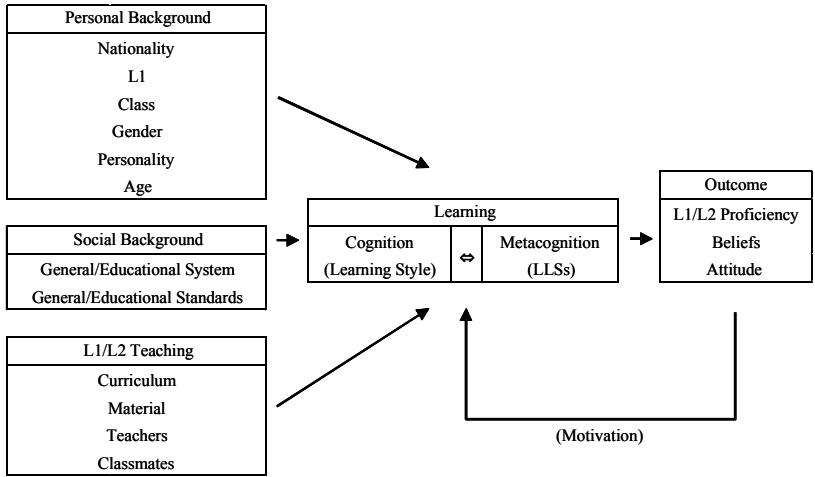 Personal Background
Nationality
L1
Class
Gender
Personality
Age
Social Background
General/Educational System
General/Educational Standards
L1/L2 Teaching
Curriculum
Material
Teachers
Classmates
Learning
Cognition
(Learning Style)
⇔
Metacognition
(LLSs)
Outcome
L1/L2 Proficiency
Beliefs
Attitude
(Motivation)